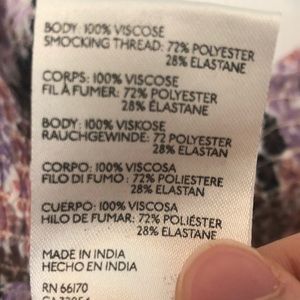 BODY: 100% VISCOSE
SMOCKING THREAD: 72% POLYESTER
28% ELASTANE
CORPS: 100% VISCOSE
FIL À FUMER: 72% POLYESTER
28% ELASTANE
BODY: 100% VISKOSE
RAUCHGEWINDE: 72 POLYESTER
28% ELASTAN
CORPO: 100% VISCOSA
FILO DI FUMO : 72% POLIESTERE
28% ELASTANE
CUERPO: 100% VISCOSA
HILO DE FUMAR: 72% POLIÉSTER
28% ELASTANE
MADE IN INDIA
HECHO EN INDIA
RN 66170